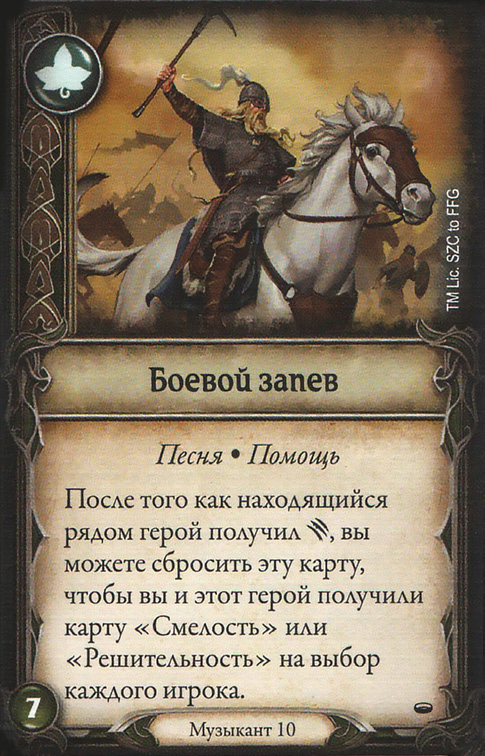 TM Lic. SZC to FFG
Боевой запев
Песня • Помощь
После того как находящийся
рядом герой получил , вы
можете сбросить эту карту,
чтобы вы и этот герой получили
карту «Смелость» или
«Решительность» на выбор
каждого игрока.
7
Музыкант 10